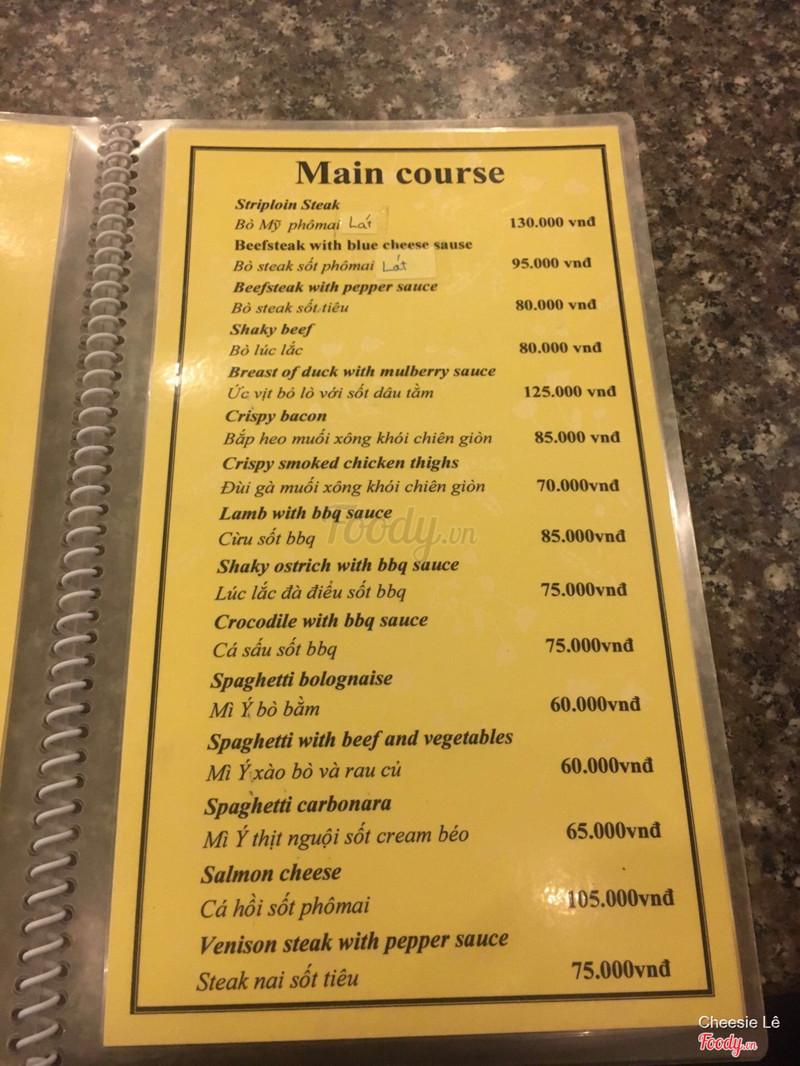 Main course
Striploin Steak
Bò Mỹ phômai Lát 130.000 vnđ
Beefsteak with blue cheese sause
Bò steak sốt phômai Lát 95.000 vnđ
Beefsteak with pepper sauce
Bò steak sốt tiêu 80.000 vnđ
Shaky beef
Bò lúc lắc 80.000 vnđ
Breast of duck with mulberry sauce
Ức vịt bỏ lò với sốt dâu tằm 125.000 vnđ
Crispy bacon
Bắp heo muối xông khói chiên giòn 85.000 vnđ
Crispy smoked chicken thighs
Đùi gà muối xông khói chiên giòn 70.000vnđ
Lamb with bbq sauce
Foody.vn
Cừu sốt bbq 85.000vnđ
Shaky ostrich with bbq sauce
Lúc lắc đà điểu sốt bbq 75.000vnđ
Crocodile with bbq sauce
Cá sấu sốt bbq 75.000vnđ
Spaghetti bolognaise
Mì Ý bò bằm 60.000vnđ
Spaghetti with beef and vegetables
Mì Ý xào bò và rau củ 60.000vnđ
Spaghetti carbonara
Mì Ý thịt nguội sốt cream béo 65.000vnđ
Salmon cheese
Cá hồi sốt phômai 105.000vnđ
Venison steak with pepper sauce
Steak nai sốt tiêu 75.000vnđ
Cheesie Lê
Foody.vn